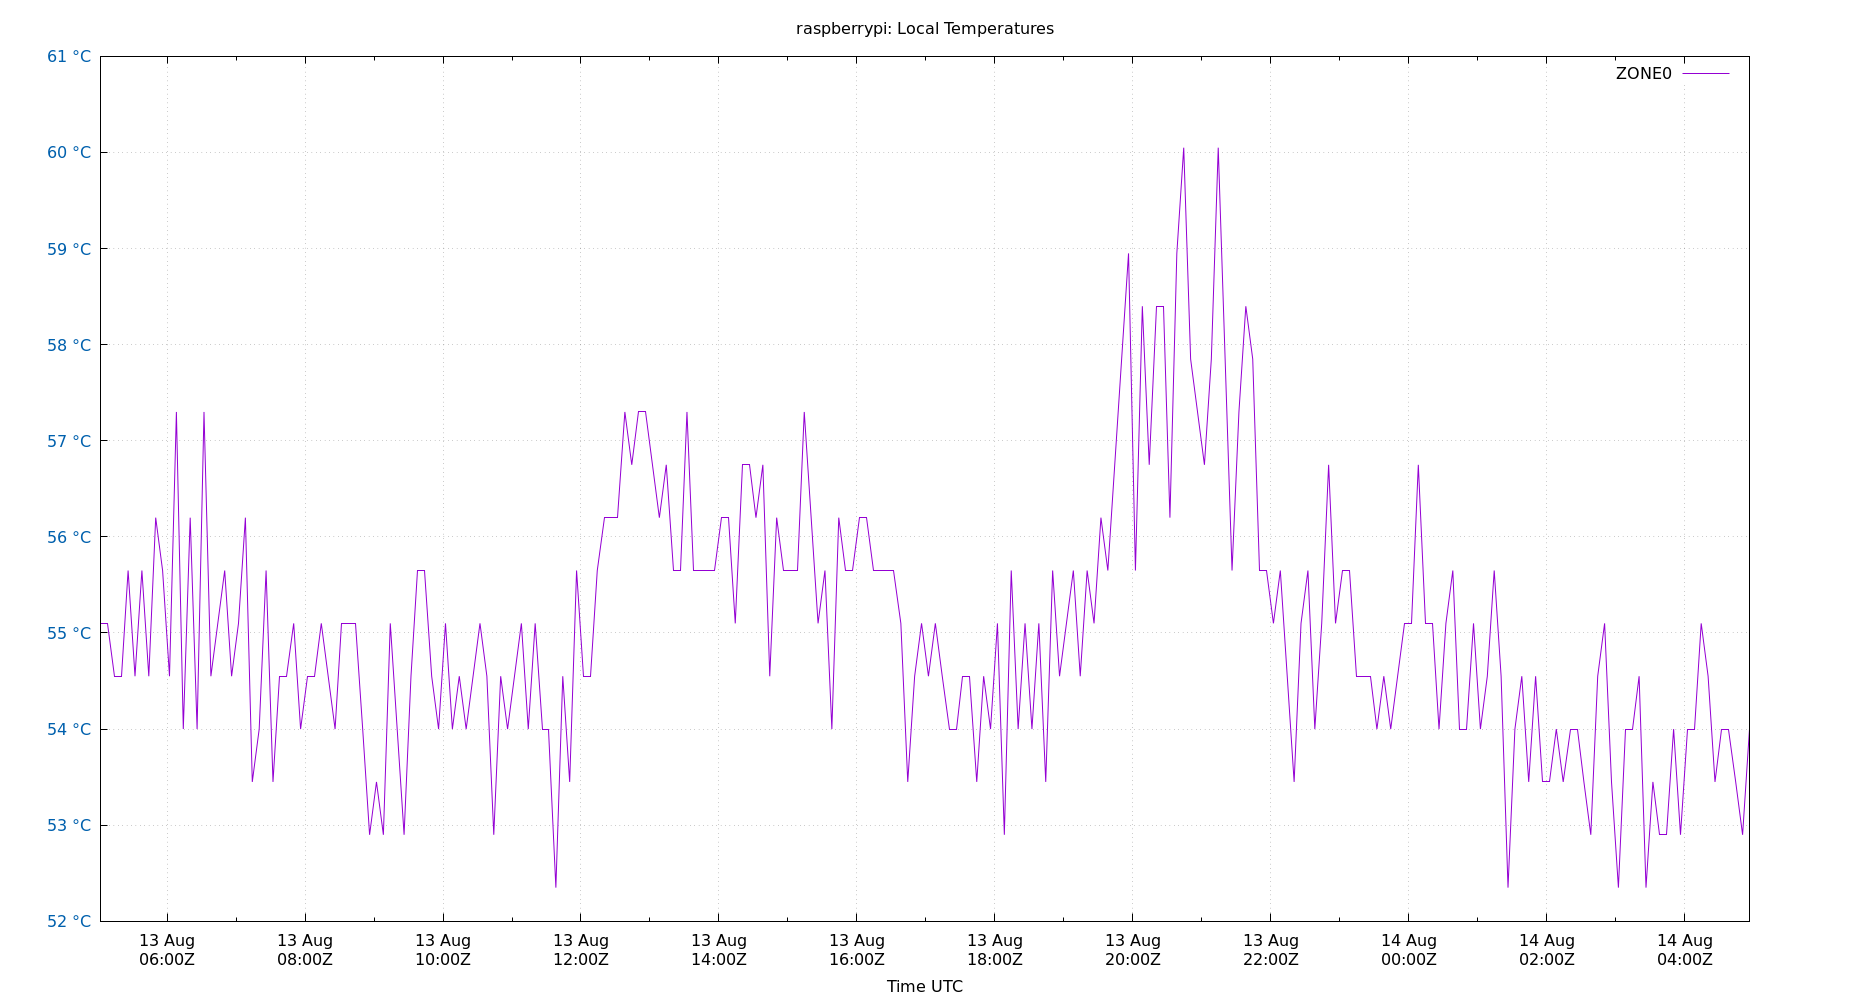 raspberrypi: Local Temperatures
61 °C
ZONE0
60 °C
59 °C
58 °C
57 °C
56 °C
55 °C
54 °C
53 °C
52 °C
13 Aug 13 Aug 13 Aug 13 Aug 13 Aug 13 Aug 13 Aug 13 Aug 13 Aug 14 Aug 14 Aug 14 Aug
06:00Z 08:00Z 10:00Z 12:00Z 14:00Z 16:00Z 18:00Z 20:00Z 22:00Z 00:00Z 02:00Z 04:00Z
Time UTC